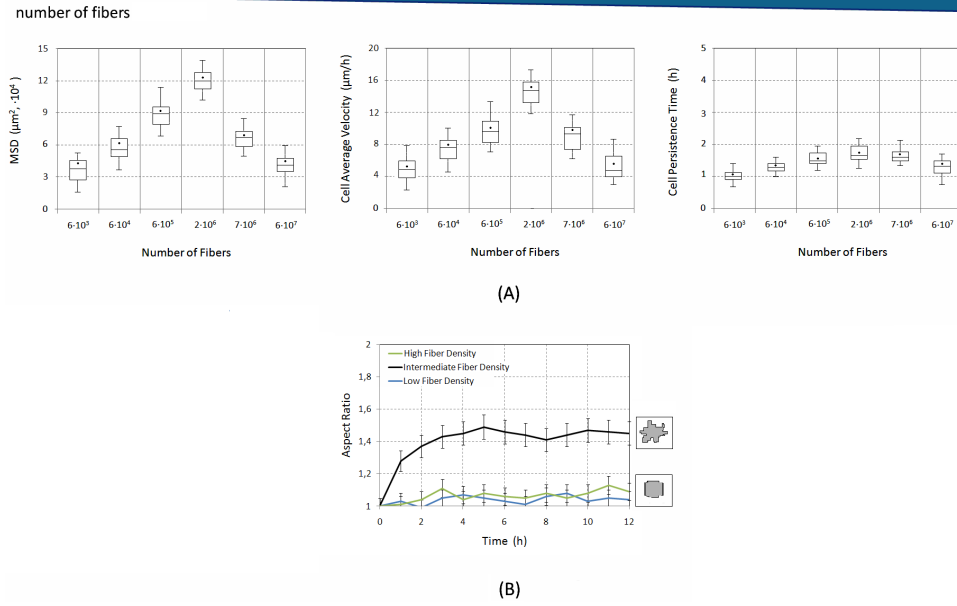 number of fibers
MSD (μm², ·10⁴ )
15
12
9
6
3
0
6·10³ 6·10⁴ 6·10⁵ 2·10⁶ 7·10⁶ 6·10⁷
Number of Fibers
Cell Average Velocity (μm/h)
20
16
12
8
4
0
6·10³ 6·10⁴ 6·10⁵ 2·10⁶ 7·10⁶ 6·10⁷
Number of Fibers
Cell Persistence Time (h)
5
4
3
2
1
0
6·10³ 6·10⁴ 6·10⁵ 2·10⁶ 7·10⁶ 6·10⁷
Number of Fibers
(A)
Aspect Ratio
2
1,8
1,6
1,4
1,2
1
High Fiber Density
Intermediate Fiber Density
Low Fiber Density
0 2 4 6 8 10 12
Time (h)
(B)